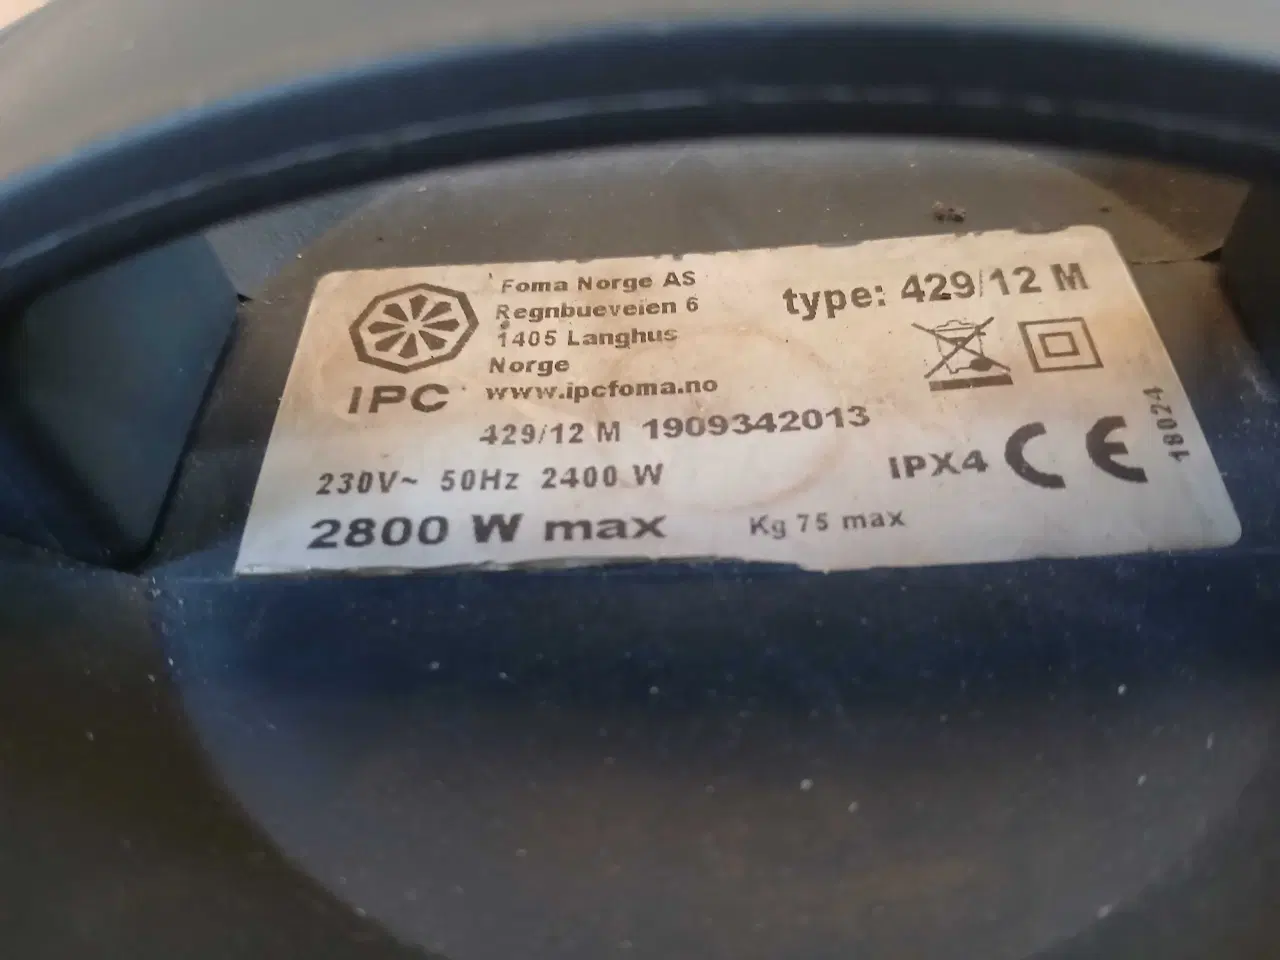 Foma Norge AS
Regnbueveien 6
1405 Langhus
Norge
www.ipcfoma.no
IPC
type: 429/12 M
429/12 M 1909342013
230V~ 50Hz 2400 W
2800 W max
Kg 75 max
IPX4 CE
18024